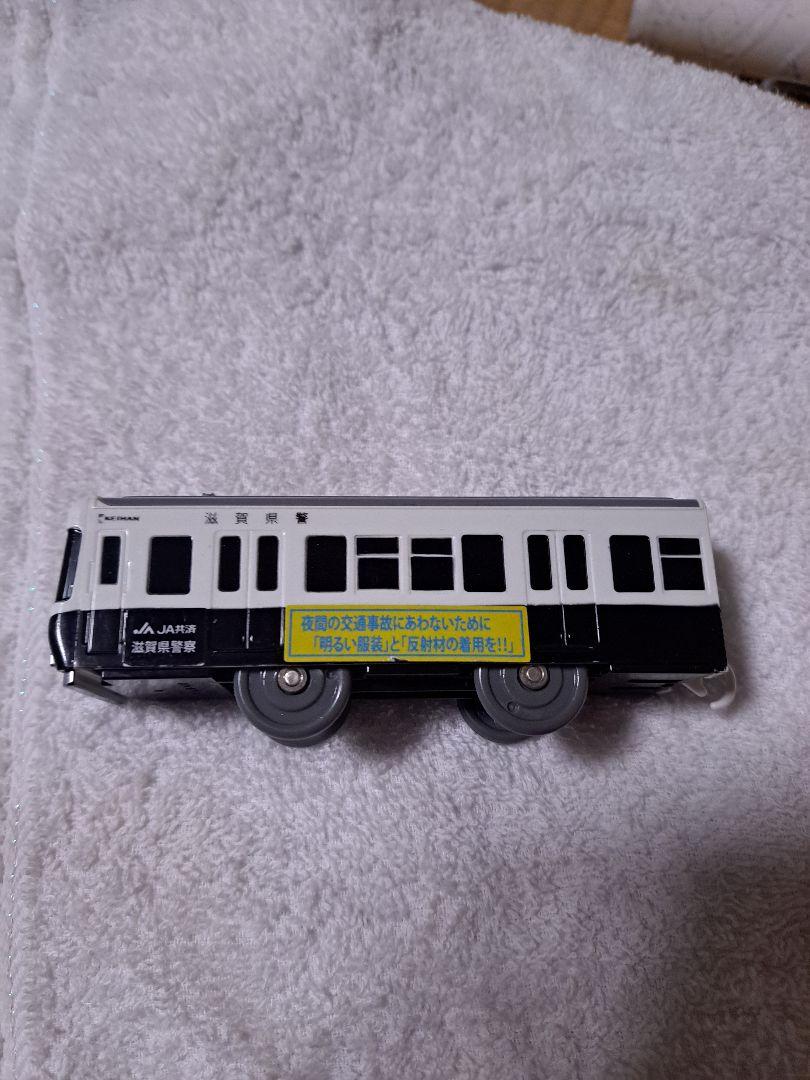 KEIHAN
滋賀県警
JA共済
滋賀県警察
夜間の交通事故にあわないために
「明るい服装」と「反射材の着用を!!」